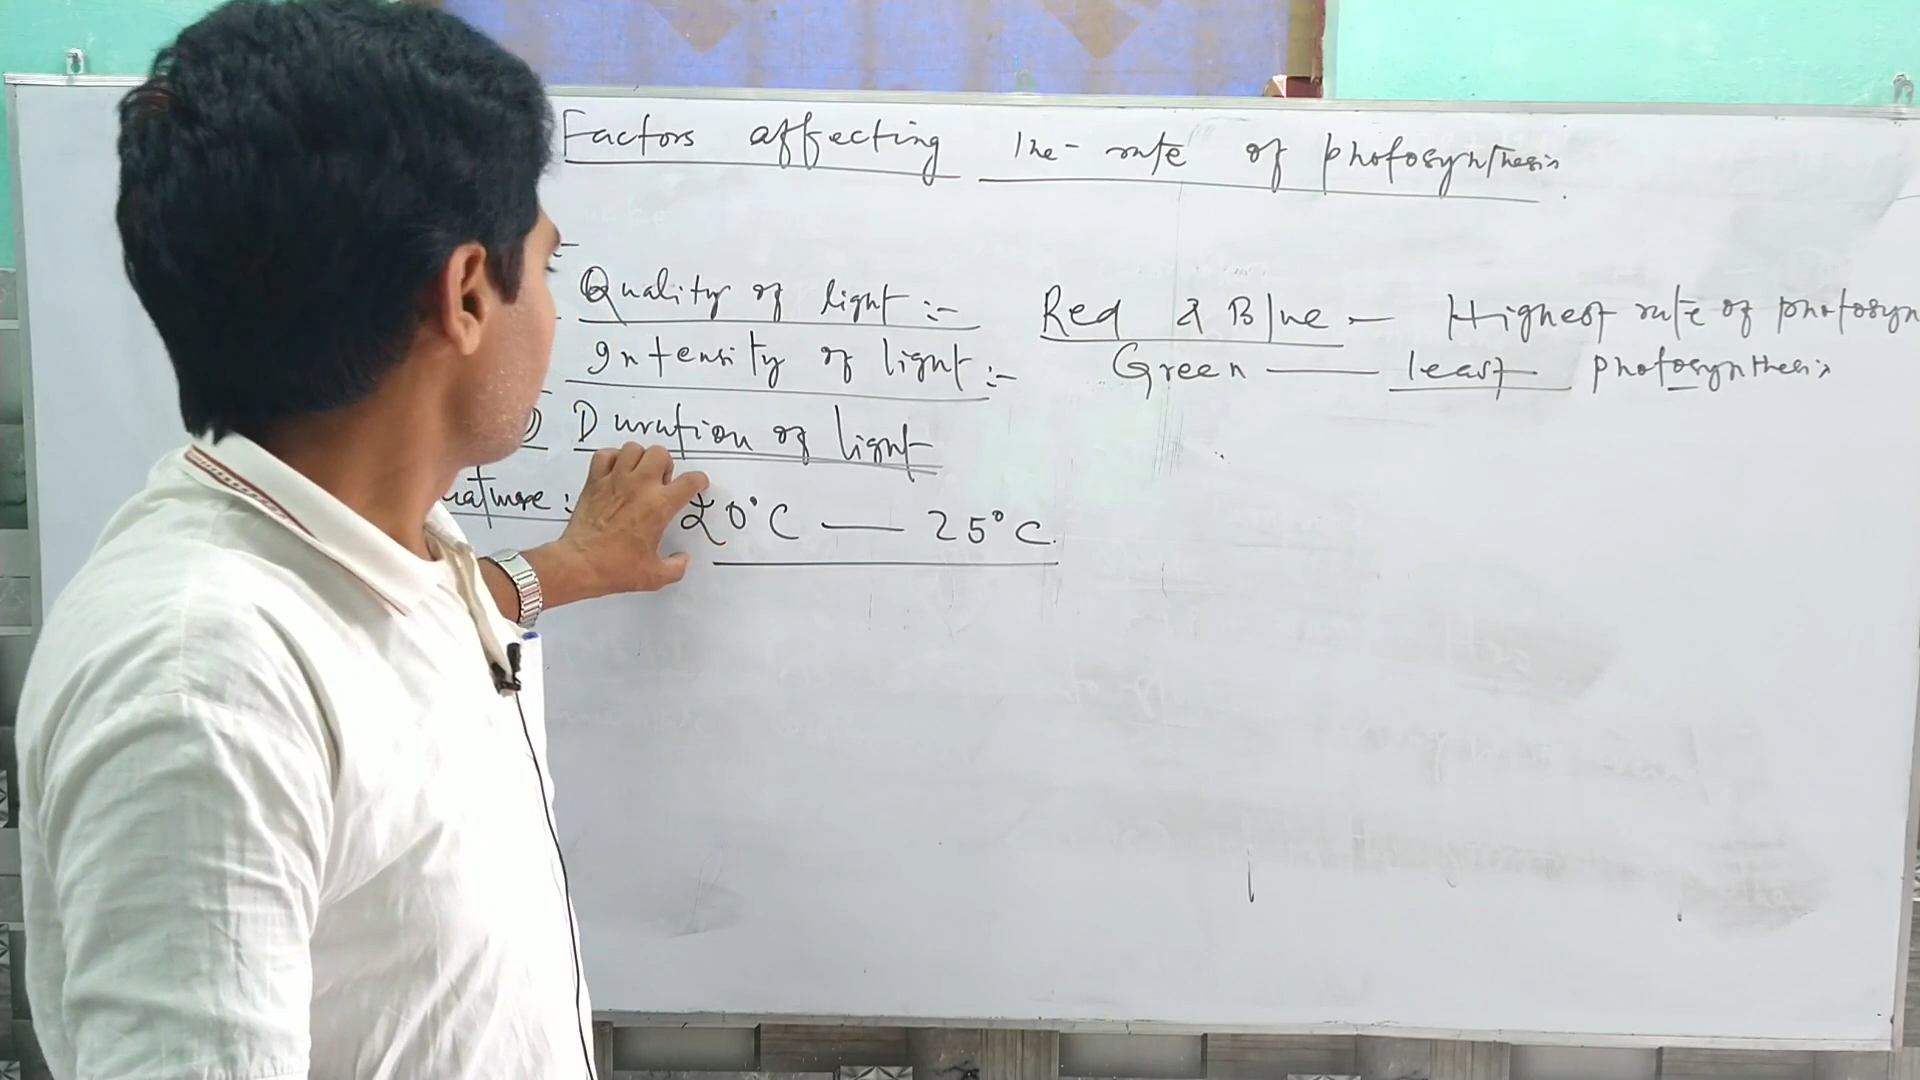 Factors affecting the rate of photosynthesis.
Quality of light :- Red & Blue - Highest rate of photosyn
Intensity of light :- Green — least photosynthesis
Duration of light
rature : 20°C — 25°C.